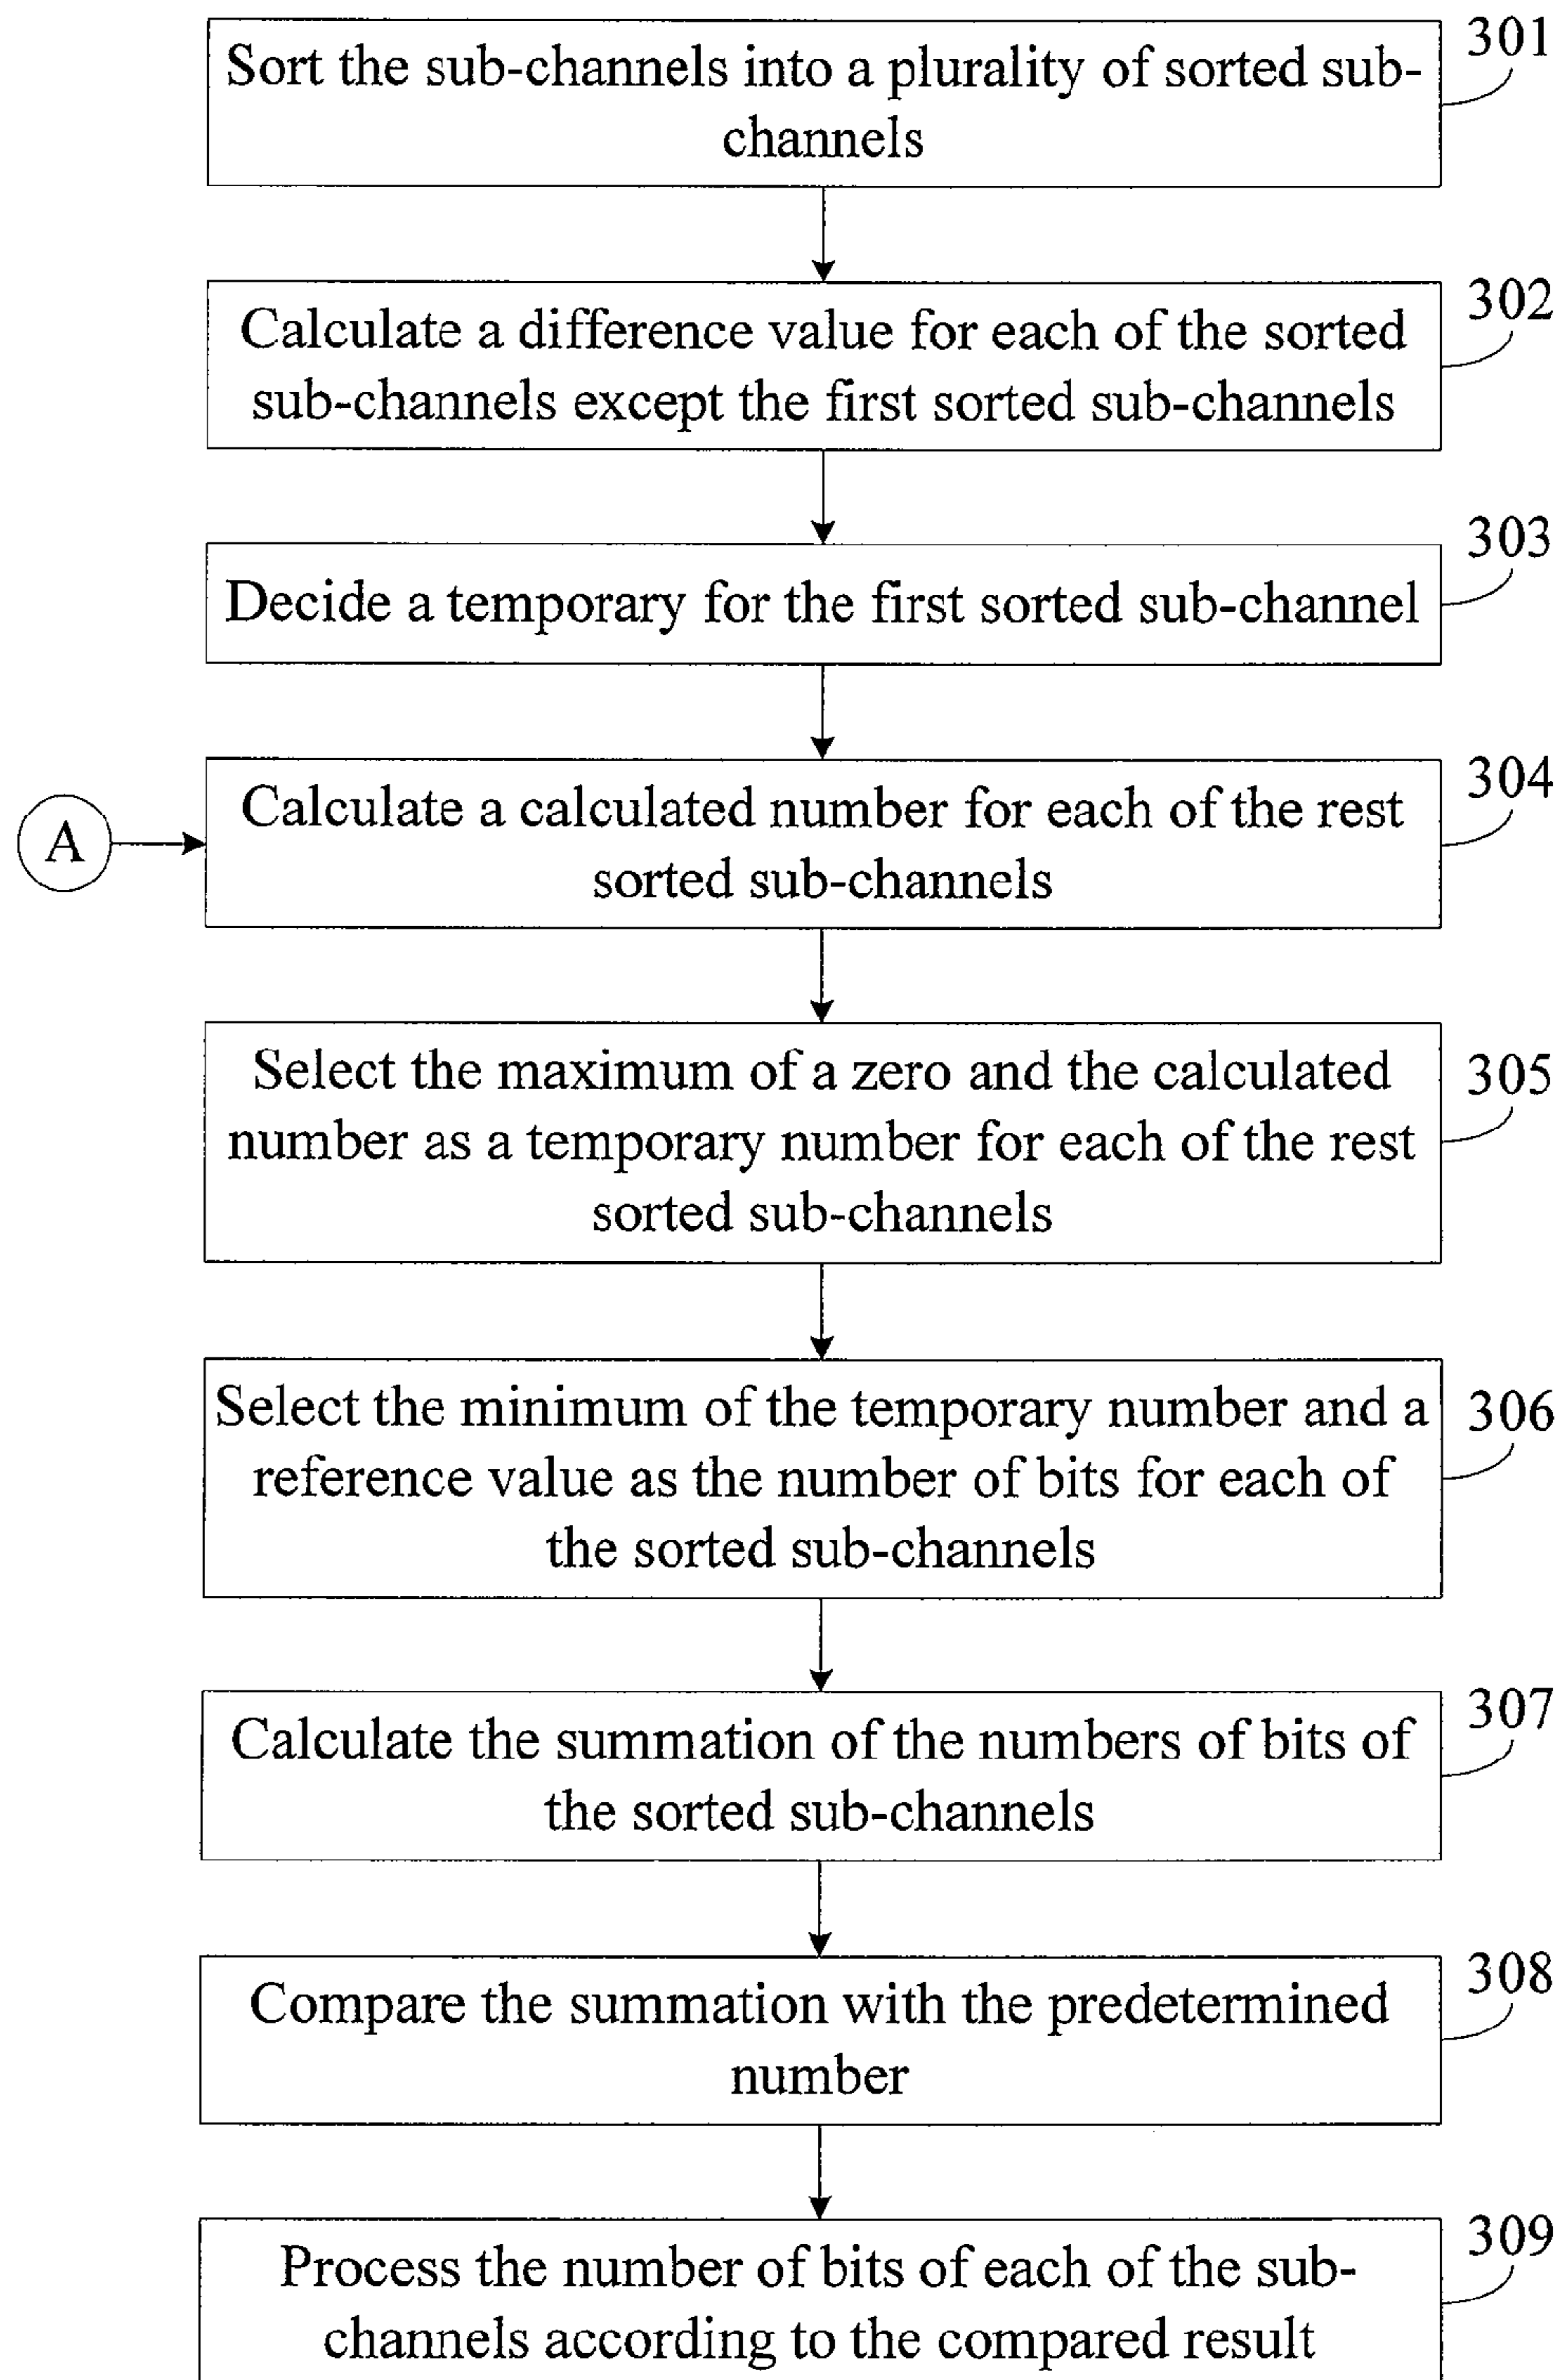 301
Sort the sub-channels into a plurality of sorted sub-
channels
302
Calculate a difference value for each of the sorted
sub-channels except the first sorted sub-channels
303
Decide a temporary for the first sorted sub-channel
304
A
Calculate a calculated number for each of the rest
sorted sub-channels
305
Select the maximum of a zero and the calculated
number as a temporary number for each of the rest
sorted sub-channels
306
Select the minimum of the temporary number and a
reference value as the number of bits for each of
the sorted sub-channels
307
Calculate the summation of the numbers of bits of
the sorted sub-channels
308
Compare the summation with the predetermined
number
309
Process the number of bits of each of the sub-
channels according to the compared result